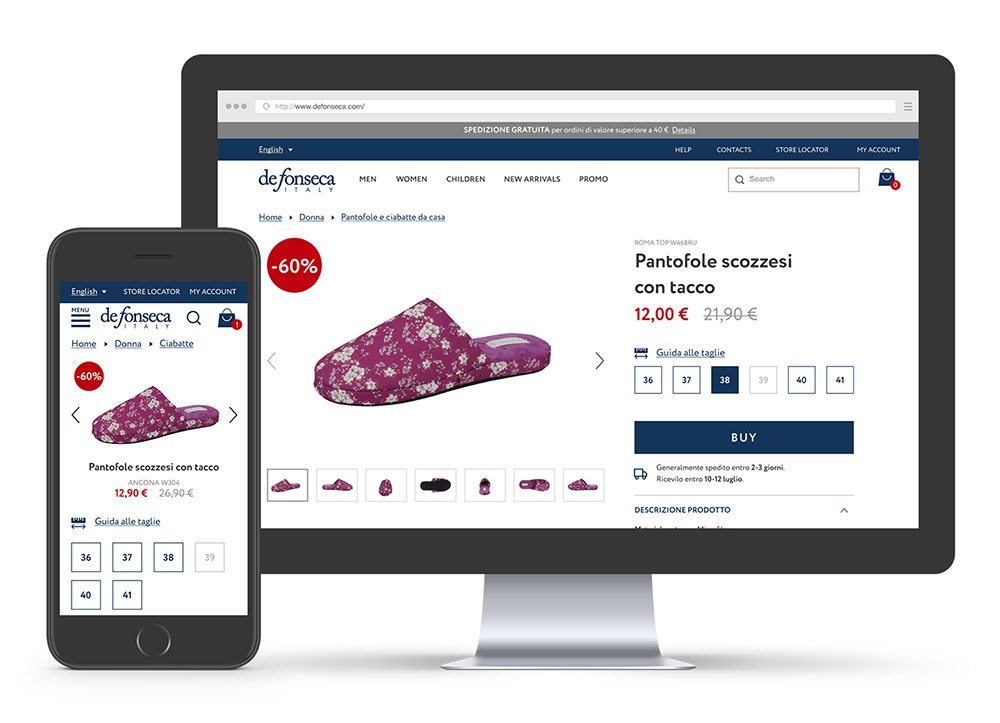 http://www.defonseca.com/
SPEDIZIONE GRATUITA per ordini di valore superiore a 40 € Details
English
HELP CONTACTS STORE LOCATOR MY ACCOUNT
de fonseca
ITALY
MEN WOMEN CHILDREN NEW ARRIVALS PROMO
Search
0
Home Donna Pantofole e ciabatte da casa
-60%
ROMA TOP W468RU
Pantofole scozzesi
con tacco
12,00 € 21,90 €
Guida alle taglie
36 37 38 39 40 41
BUY
Generalmente spedito entro 2-3 giorni.
Ricevilo entro 10-12 luglio.
DESCRIZIONE PRODOTTO
English STORE LOCATOR MY ACCOUNT
MENU
de fonseca
ITALY
1
Home Donna Ciabatte
-60%
Pantofole scozzesi con tacco
ANCONA W304
12,90 € 26,90 €
Guida alle taglie
36 37 38 39
40 41